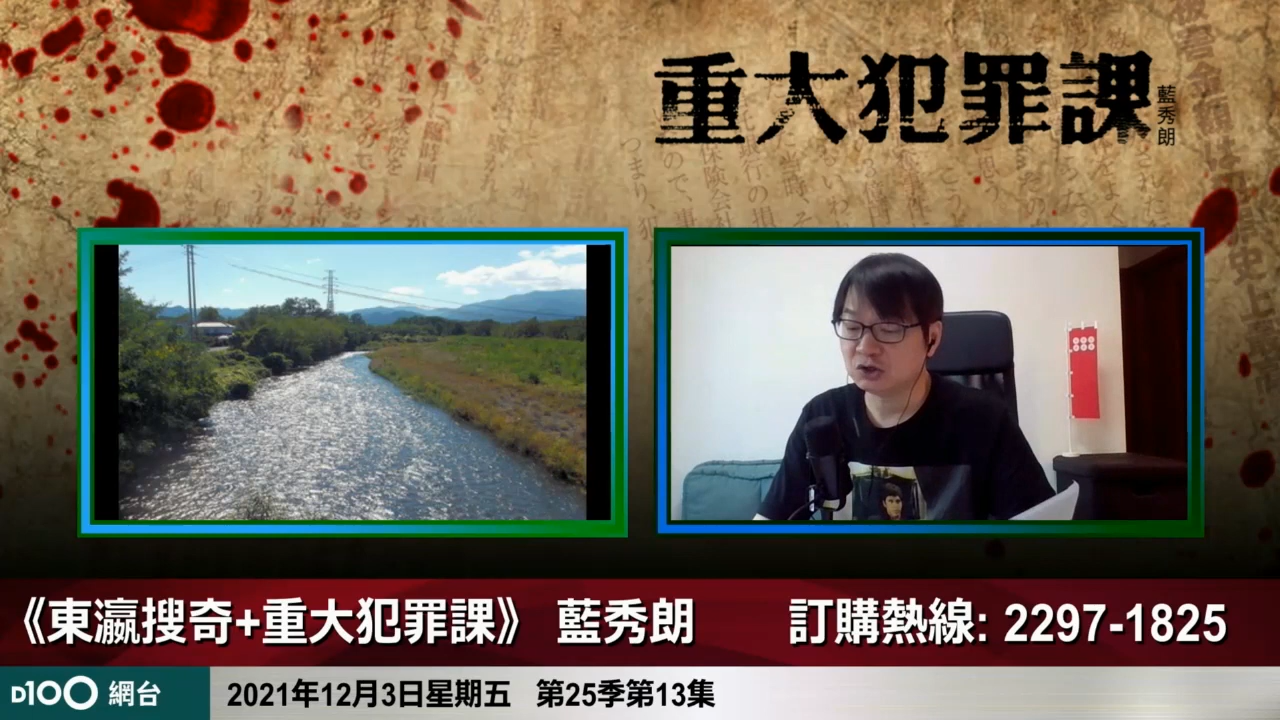 重大犯罪課
藍秀朗
《東瀛搜奇+重大犯罪課》 藍秀朗 訂購熱線: 2297-1825
D100 網台 2021年12月3日星期五 第25季第13集